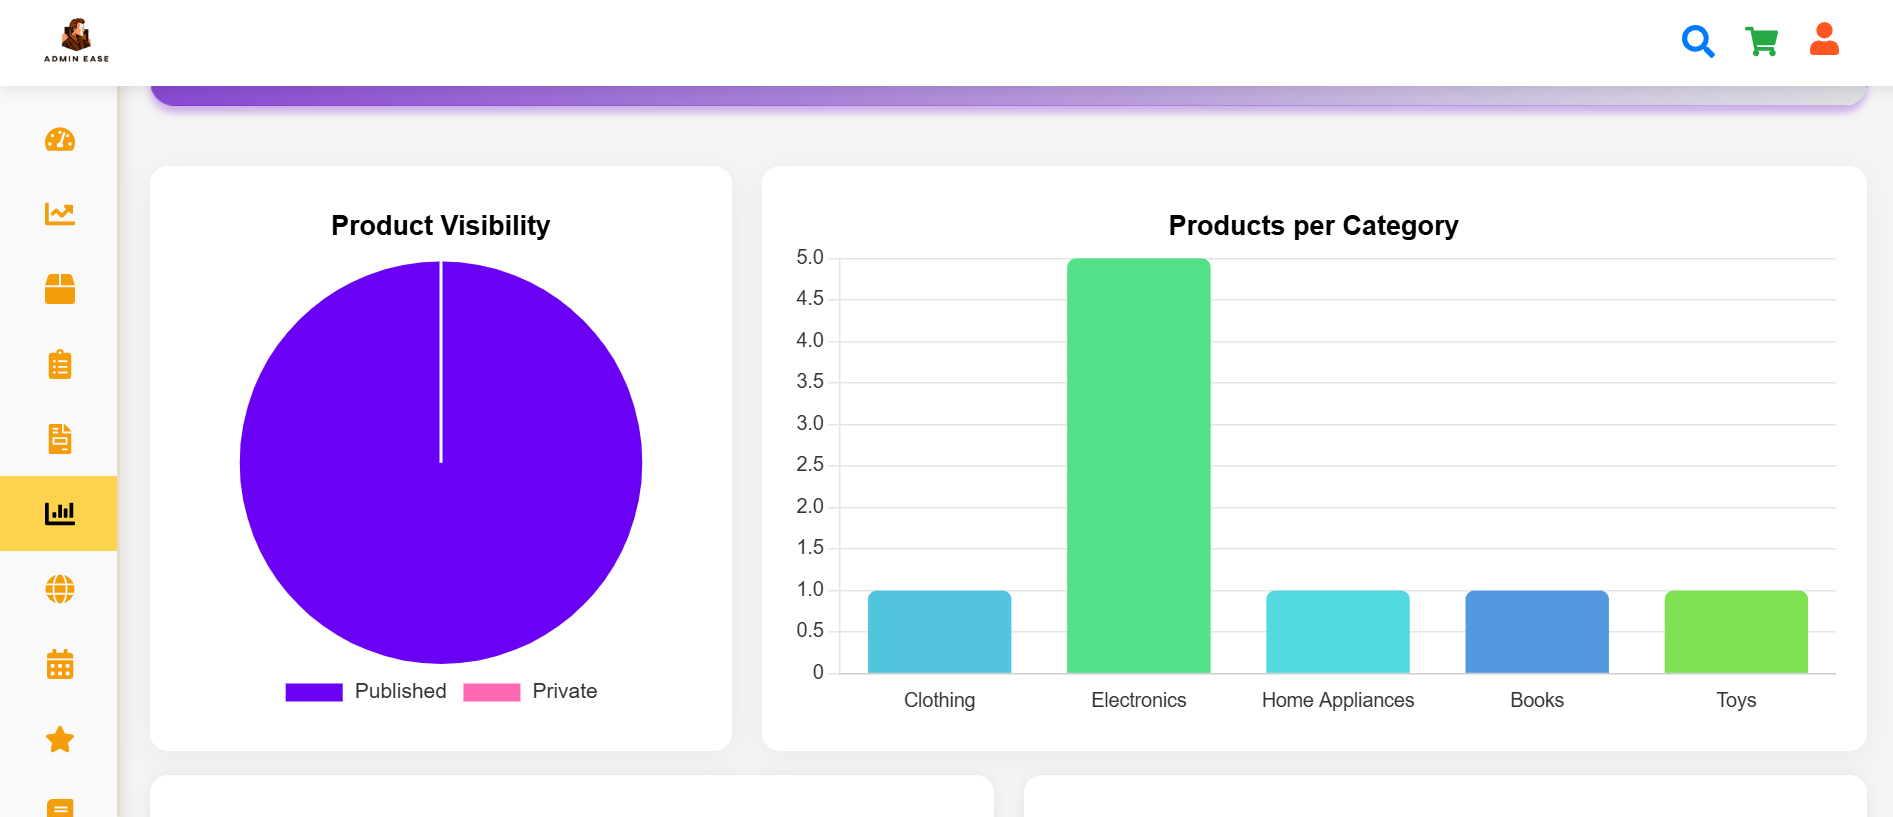 ADMIN EASE
Product Visibility
Published Private
Products per Category
5.0
4.5
4.0
3.5
3.0
2.5
2.0
1.5
1.0
0.5
0
Clothing Electronics Home Appliances Books Toys